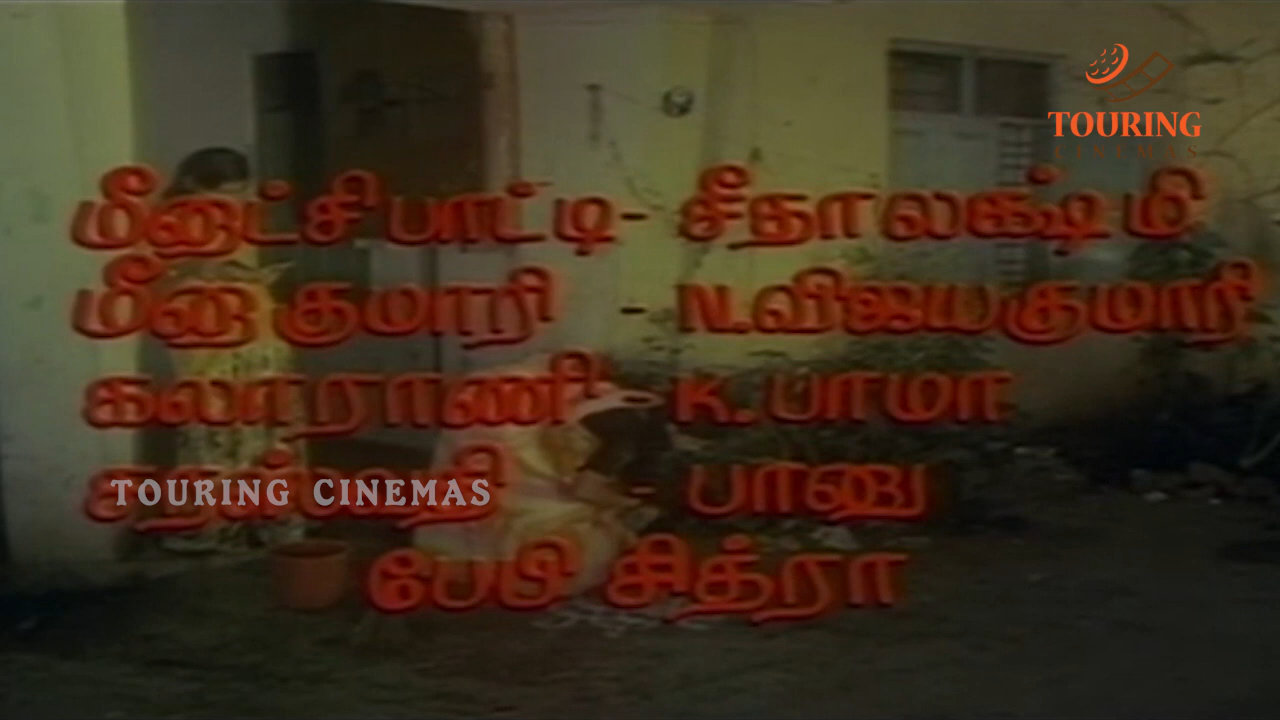 TOURING
CINEMAS
மீனாட்சி பாட்டி - சீதாலக்ஷ்மி
மீனா குமாரி - N.விஜயகுமாரி
கலா ராணி - K. பாமா
TOURING CINEMAS பானு
பேபி சித்ரா